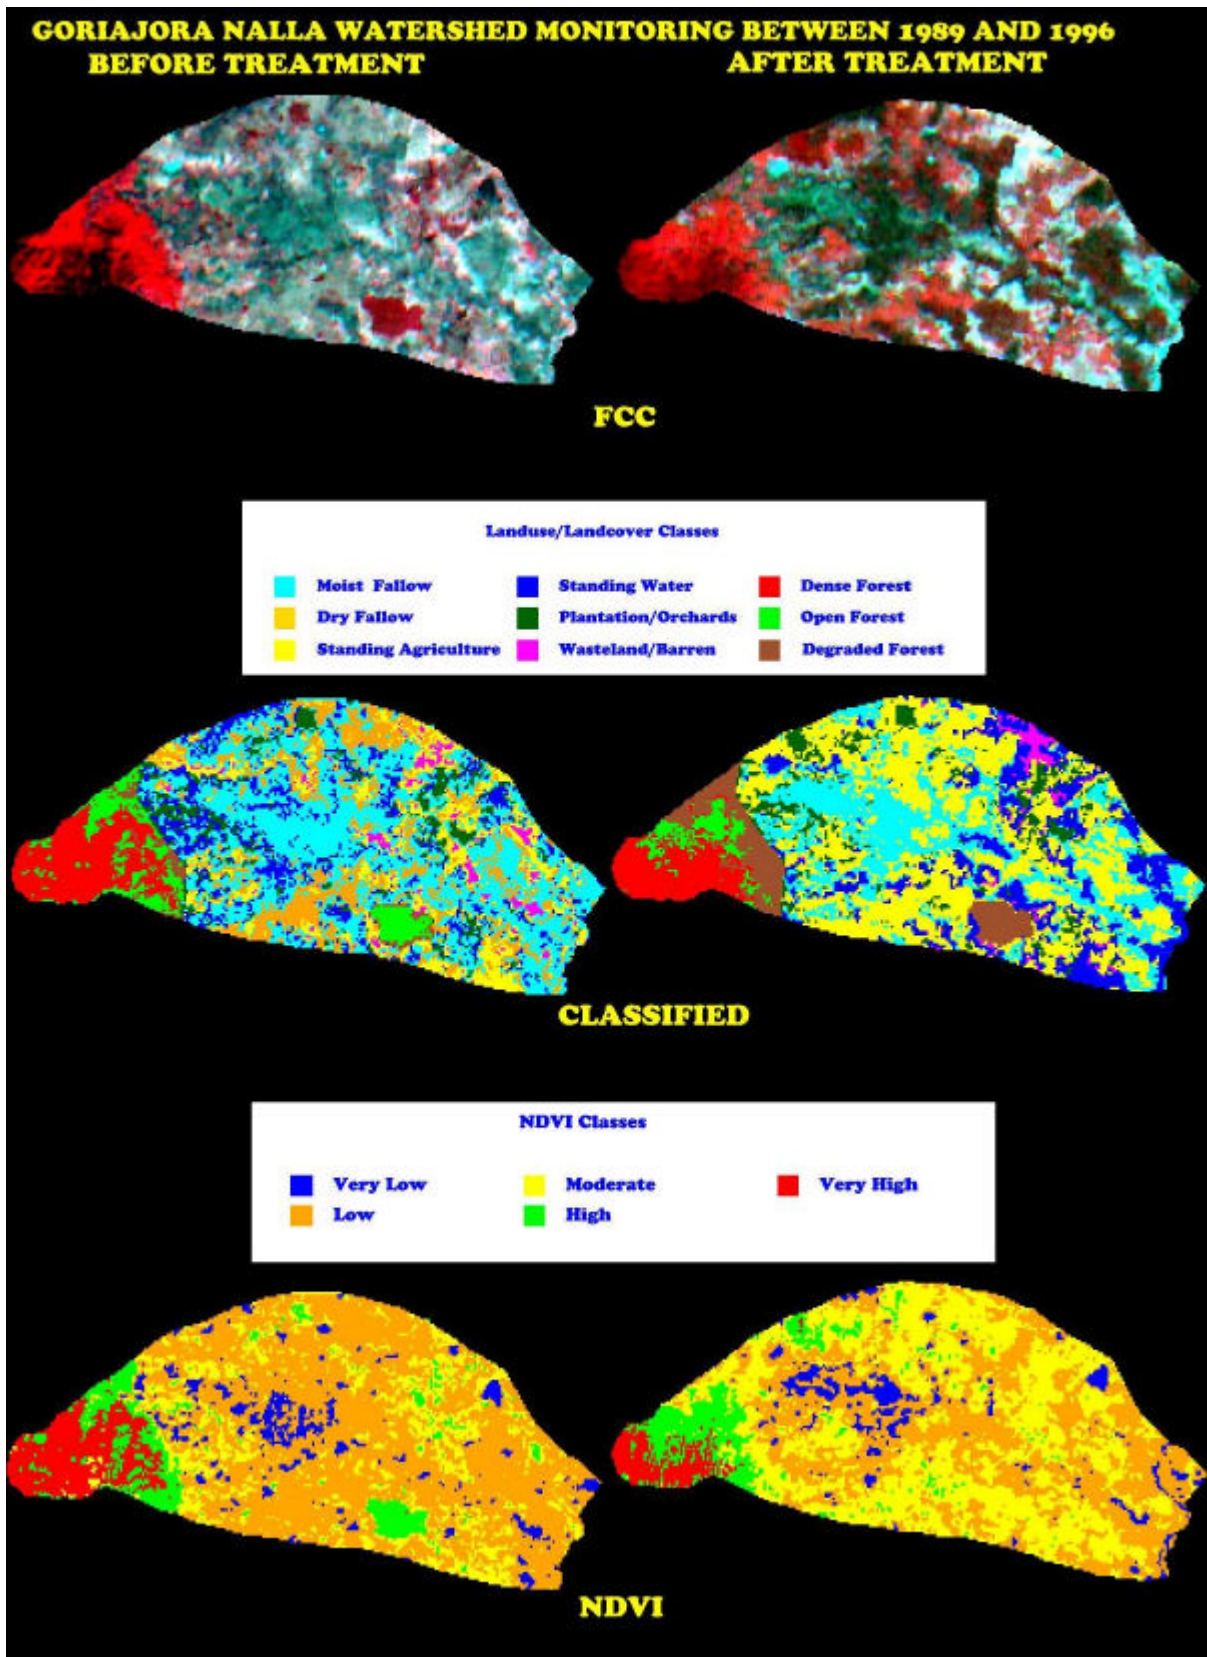 GORIAJORA NALLA WATERSHED MONITORING BETWEEN 1989 AND 1996
BEFORE TREATMENT AFTER TREATMENT
FCC
Landuse/Landcover Classes
Moist Fallow Standing Water Dense Forest
Dry Fallow Plantation/Orchards Open Forest
Standing Agriculture Wasteland/Barren Degraded Forest
CLASSIFIED
NDVI Classes
Very Low Moderate Very High
Low High
NDVI